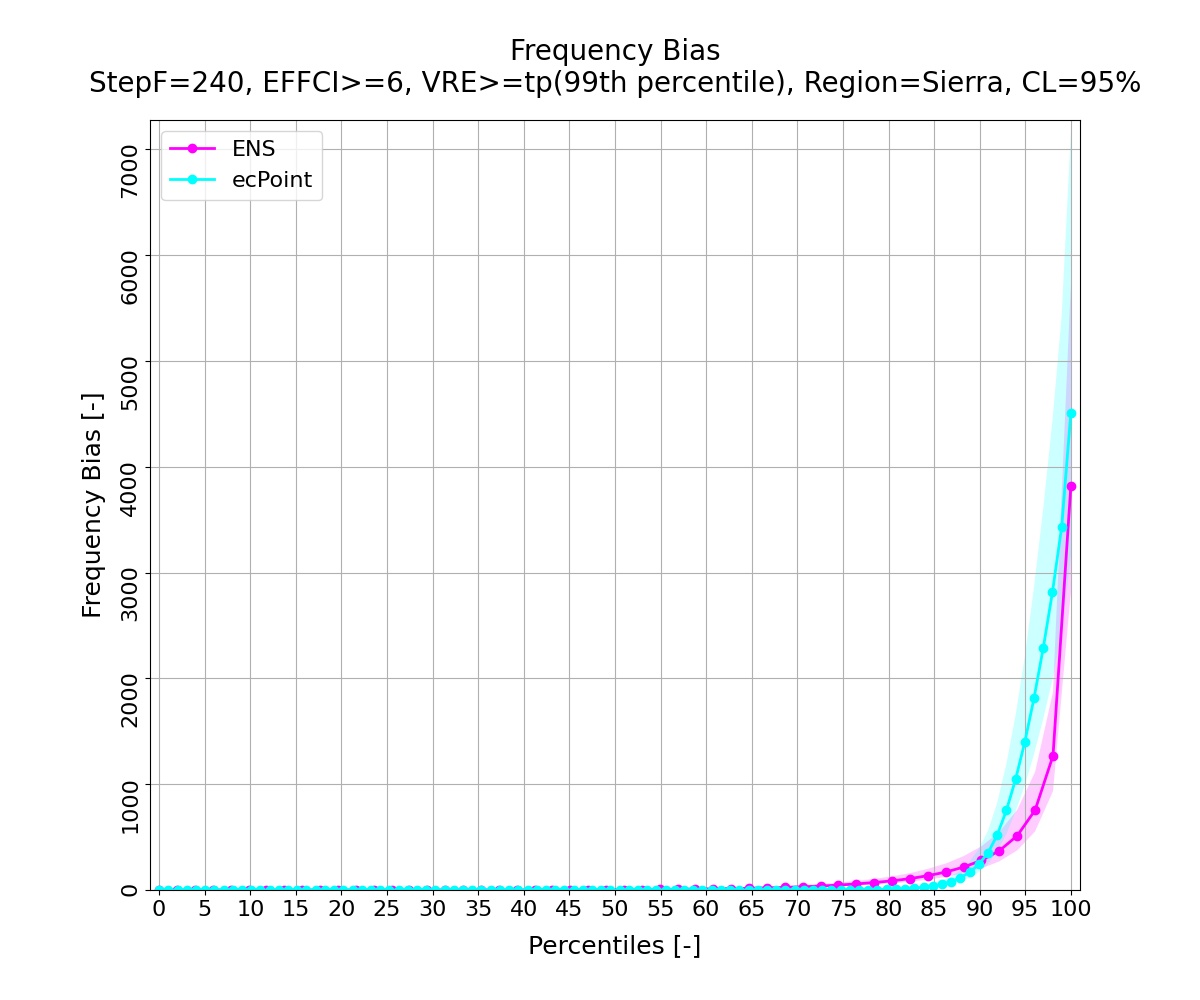 Frequency Bias
StepF=240, EFFCI>=6, VRE>=tp(99th percentile), Region=Sierra, CL=95%
ENS
ecPoint
7000
6000
5000
4000
3000
2000
1000
0
Frequency Bias [-]
0 5 10 15 20 25 30 35 40 45 50 55 60 65 70 75 80 85 90 95 100
Percentiles [-]